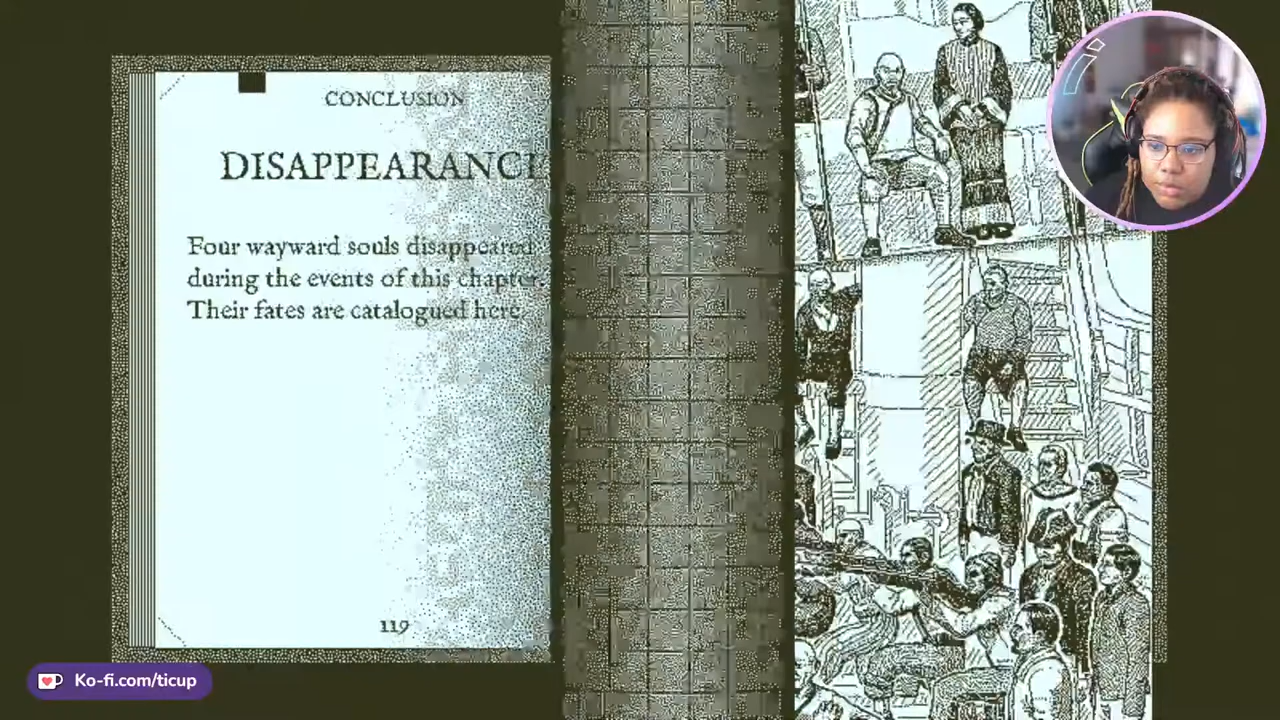 CONCLUSION
DISAPPEARANC
Four wayward souls disappeared
during the events of this chapter.
Their fates are catalogued here.
119
Ko-fi.com/ticup